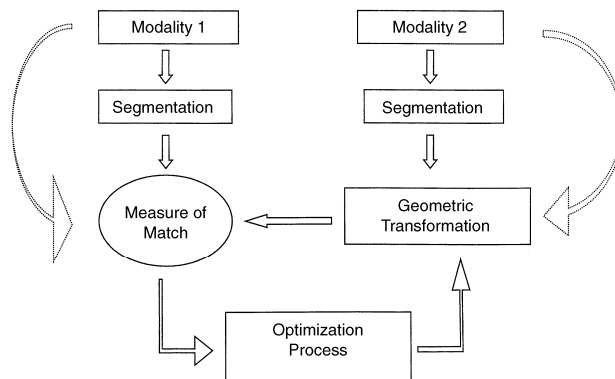 Modality 1
Modality 2
Segmentation
Segmentation
Measure of
Match
Geometric
Transformation
Optimization
Process